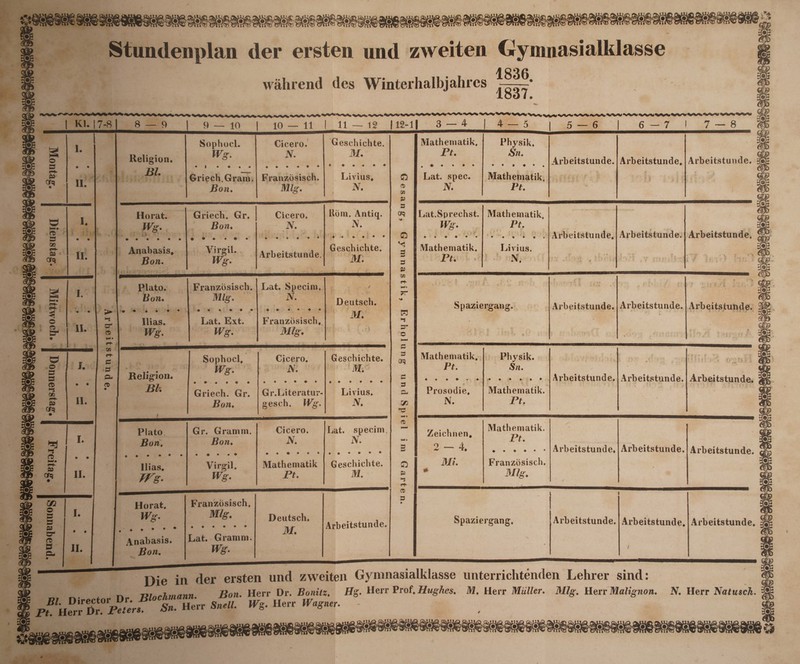 Stundenplan der ersten und zweiten Gymnasialklasse
während des Winterhalbjahres 1836. 1837.
Kl. 7-8 8 — 9 9 — 10 10 — 11 11 — 12 12-1 3 — 4 4 — 5 5 — 6 6 — 7 7 — 8
Arbeitstunde.
Gesang, Gymnastik, Erholung und Spiel im Garten.
Montag.
I.
Religion.
Bl.
Sophocl.
Wg.
Cicero.
N.
Geschichte.
M.
Mathematik.
Pt.
Physik.
Sn.
Arbeitstunde. Arbeitstunde. Arbeitstunde.
II.
Griech. Gram.
Bon.
Französisch.
Mlg.
Livius.
N.
Lat. spec.
N.
Mathematik.
Pt.
Dienstag.
I.
Horat.
Wg.
Griech. Gr.
Bon.
Cicero.
N.
Röm. Antiq.
N.
Lat.Sprechst.
Wg.
Mathematik.
Pt.
Arbeitstunde. Arbeitstunde. Arbeitstunde.
II.
Anabasis.
Bon.
Virgil.
Wg.
Arbeitstunde.
Geschichte.
M.
Mathematik.
Pt.
Livius.
N.
Mittwoch.
I.
Plato.
Bon.
Französisch.
Mlg.
Lat. Specim.
N.
Deutsch.
M.
Spaziergang.
Arbeitstunde. Arbeitstunde. Arbeitstunde.
II.
Ilias.
Wg.
Lat. Ext.
Wg.
Französisch.
Mlg.
Donnerstag.
I.
Religion.
Bl.
Sophocl.
Wg.
Cicero.
N.
Geschichte.
M.
Mathematik.
Pt.
Physik.
Sn.
Arbeitstunde. Arbeitstunde. Arbeitstunde.
II.
Griech. Gr.
Bon.
Gr.Literatur-
gesch. Wg.
Livius.
N.
Prosodie.
N.
Mathematik.
Pt.
Freitag.
I.
Plato
Bon.
Gr. Gramm.
Bon.
Cicero.
N.
Lat. specim.
N.
Zeichnen,
2 — 4.
Mi.
Mathematik.
Pt.
Arbeitstunde. Arbeitstunde. Arbeitstunde.
II.
Ilias.
Wg.
Virgil.
Wg.
Mathematik
Pt.
Geschichte.
M.
Französisch.
Mlg.
Sonnabend.
I.
Horat.
Wg.
Französisch.
Mlg.
Deutsch.
M.
Arbeitstunde.
Spaziergang.
Arbeitstunde. Arbeitstunde. Arbeitstunde.
II.
Anabasis.
Bon.
Lat. Gramm.
Wg.
Die in der ersten und zweiten Gymnasialklasse unterrichtenden Lehrer sind:
Bl. Director Dr. Blochmann. Bon. Herr Dr. Bonitz. Hg. Herr Prof. Hughes. M. Herr Müller. Mlg. Herr Malignon. N. Herr Natusch.
Pt. Herr Dr. Peters. Sn. Herr Snell. Wg. Herr Wagner.